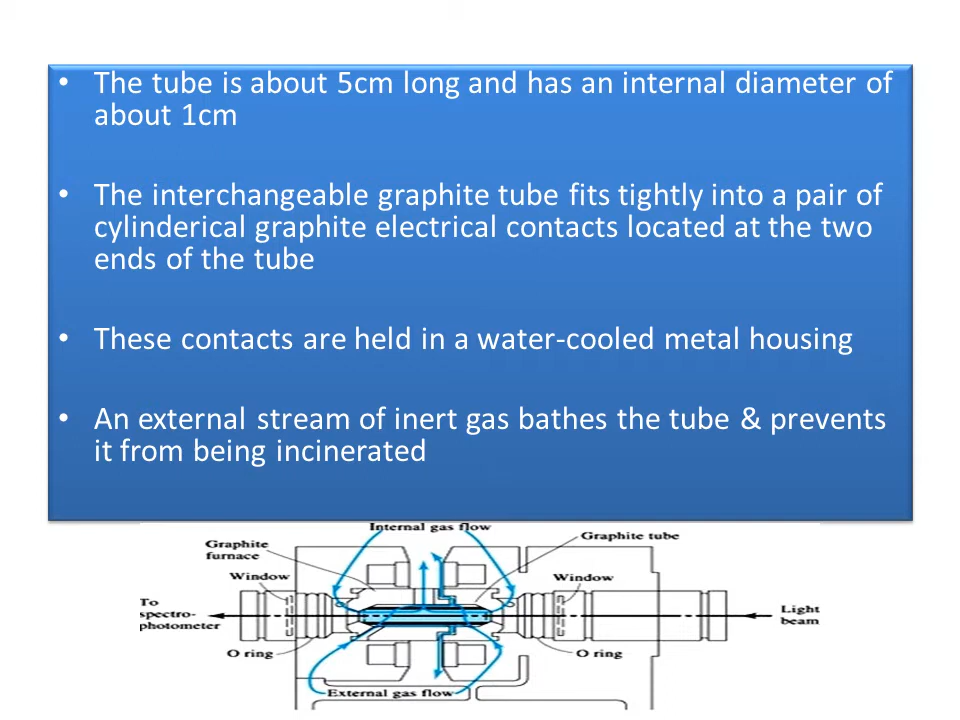 • The tube is about 5cm long and has an internal diameter of
about 1cm
• The interchangeable graphite tube fits tightly into a pair of
cylinderical graphite electrical contacts located at the two
ends of the tube
• These contacts are held in a water-cooled metal housing
• An external stream of inert gas bathes the tube & prevents
it from being incinerated
Internal gas flow
Graphite
furnace
Graphite tube
Window
Window
To
spectro-
photometer
Light
beam
O ring
O ring
External gas flow